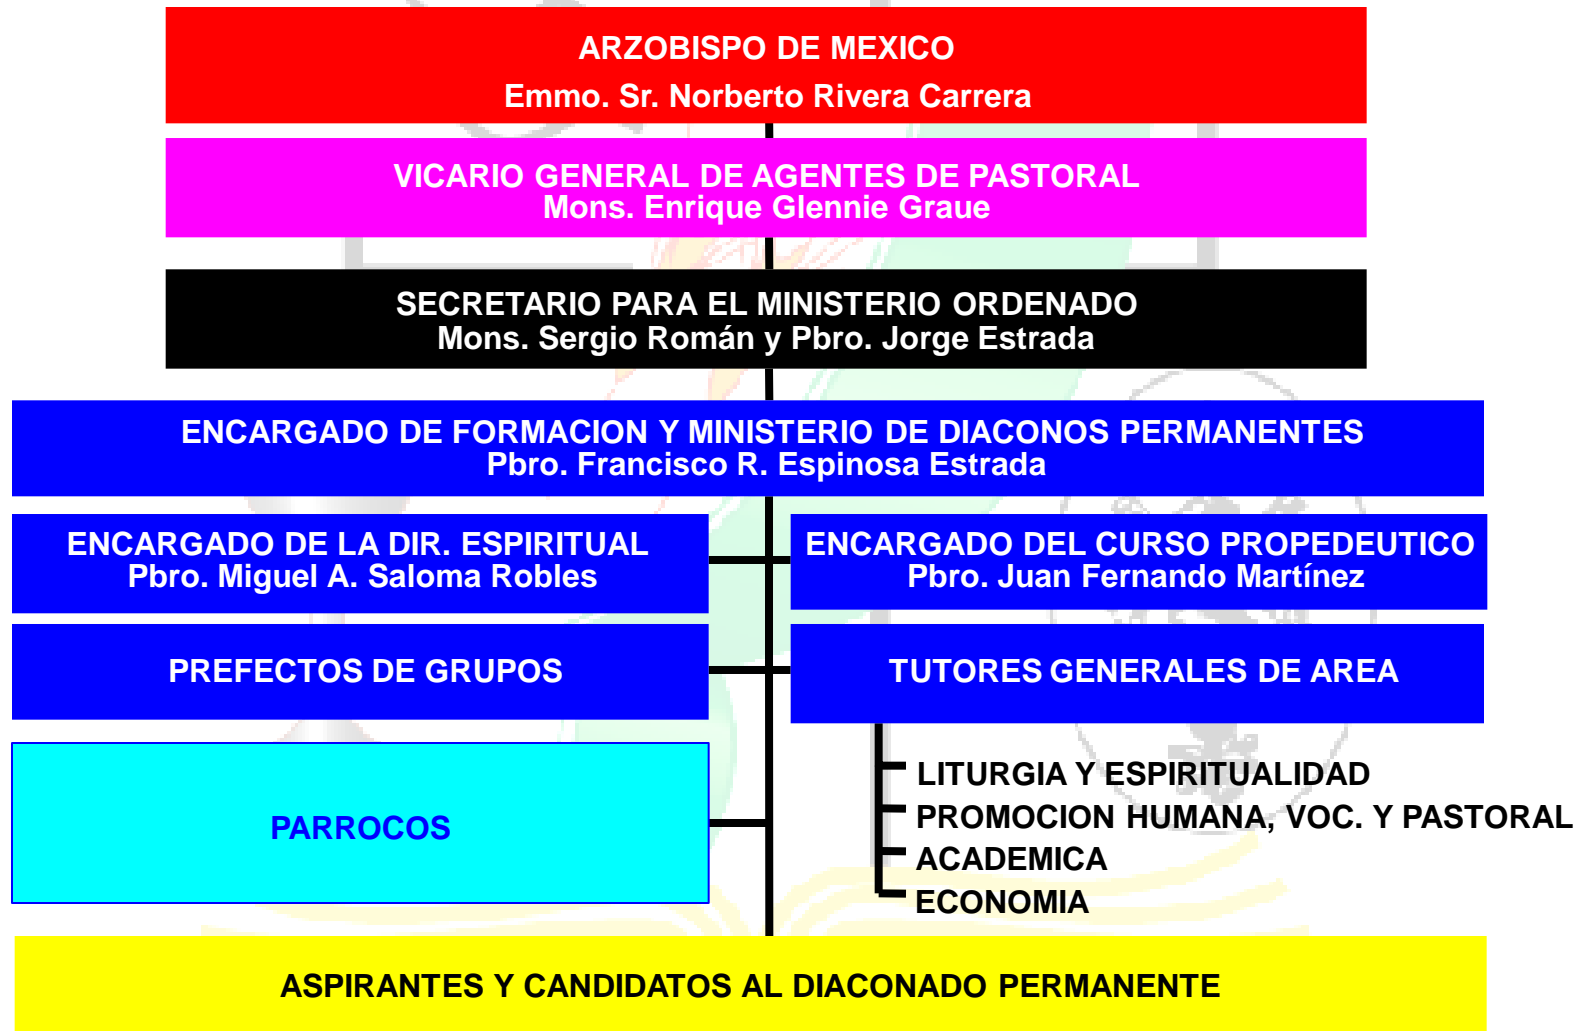 ARZOBISPO DE MEXICO
Emmo. Sr. Norberto Rivera Carrera
VICARIO GENERAL DE AGENTES DE PASTORAL
Mons. Enrique Glennie Graue
SECRETARIO PARA EL MINISTERIO ORDENADO
Mons. Sergio Román y Pbro. Jorge Estrada
ENCARGADO DE FORMACION Y MINISTERIO DE DIACONOS PERMANENTES
Pbro. Francisco R. Espinosa Estrada
ENCARGADO DE LA DIR. ESPIRITUAL
Pbro. Miguel A. Saloma Robles
ENCARGADO DEL CURSO PROPEDEUTICO
Pbro. Juan Fernando Martínez
PREFECTOS DE GRUPOS
TUTORES GENERALES DE AREA
PARROCOS
LITURGIA Y ESPIRITUALIDAD
PROMOCION HUMANA, VOC. Y PASTORAL
ACADEMICA
ECONOMIA
ASPIRANTES Y CANDIDATOS AL DIACONADO PERMANENTE